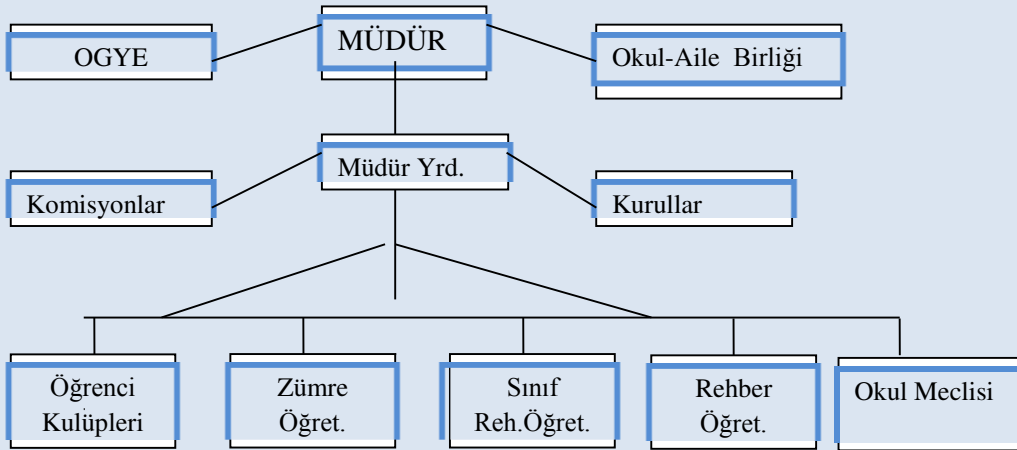 OGYE
MÜDÜR
Okul-Aile Birliği
Komisyonlar
Müdür Yrd.
Kurullar
Öğrenci
Kulüpleri
Zümre
Öğret.
Sınıf
Reh.Öğret.
Rehber
Öğret.
Okul Meclisi